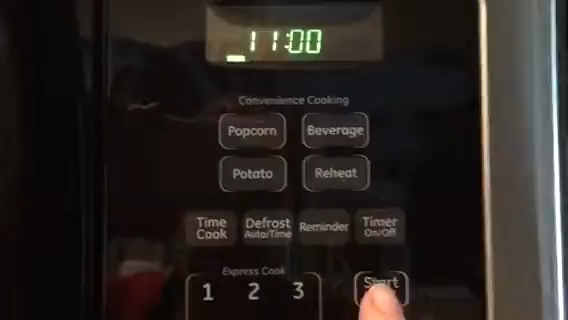 11:00
Convenience Cooking
Popcorn Beverage
Potato Reheat
Time Cook
Defrost Auto/Time
Reminder
Timer On/Off
Express Cook
1 2 3
Start